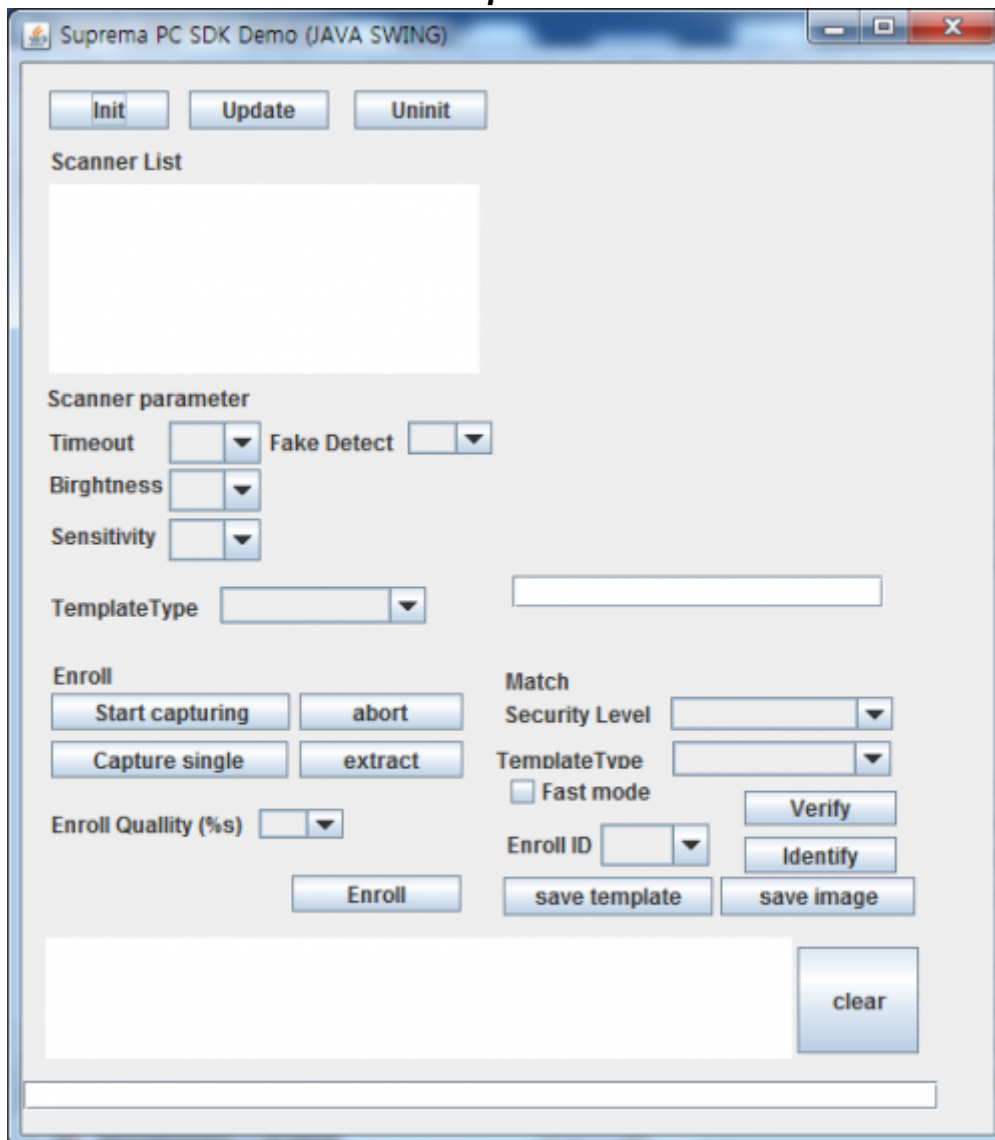 Suprema PC SDK Demo (JAVA SWING)
Init Update Uninit
Scanner List
Scanner parameter
Timeout Fake Detect
Birghtness
Sensitivity
TemplateType
Enroll
Start capturing abort
Capture single extract
Enroll Quallity (%s)
Enroll
Match
Security Level
TemplateType
Fast mode
Verify
Enroll ID
Identify
save template save image
clear